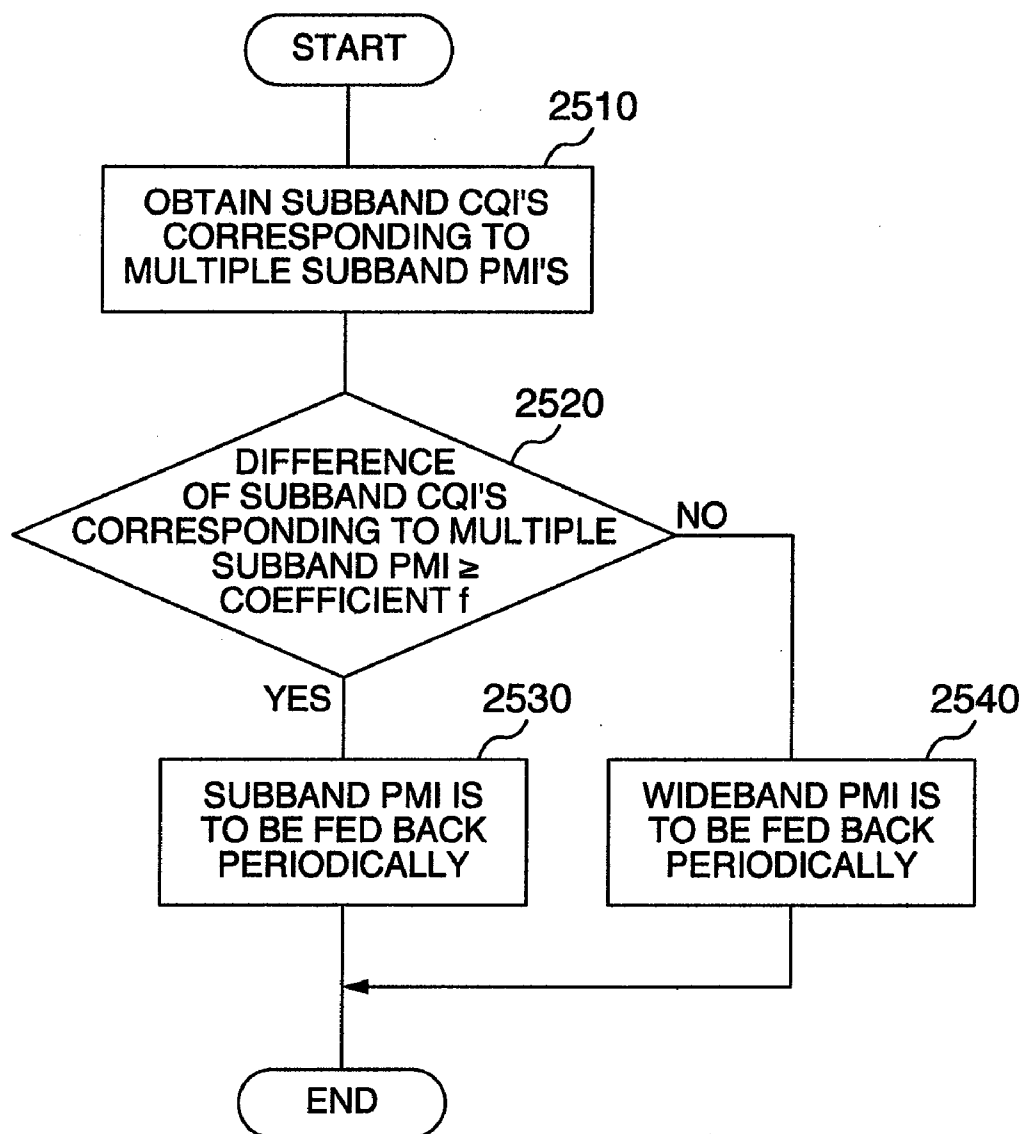 START
2510
OBTAIN SUBBAND CQI'S
CORRESPONDING TO
MULTIPLE SUBBAND PMI'S
2520
DIFFERENCE
OF SUBBAND CQI'S
CORRESPONDING TO MULTIPLE
SUBBAND PMI ≥
COEFFICIENT f
NO
YES
2530
SUBBAND PMI IS
TO BE FED BACK
PERIODICALLY
2540
WIDEBAND PMI IS
TO BE FED BACK
PERIODICALLY
END